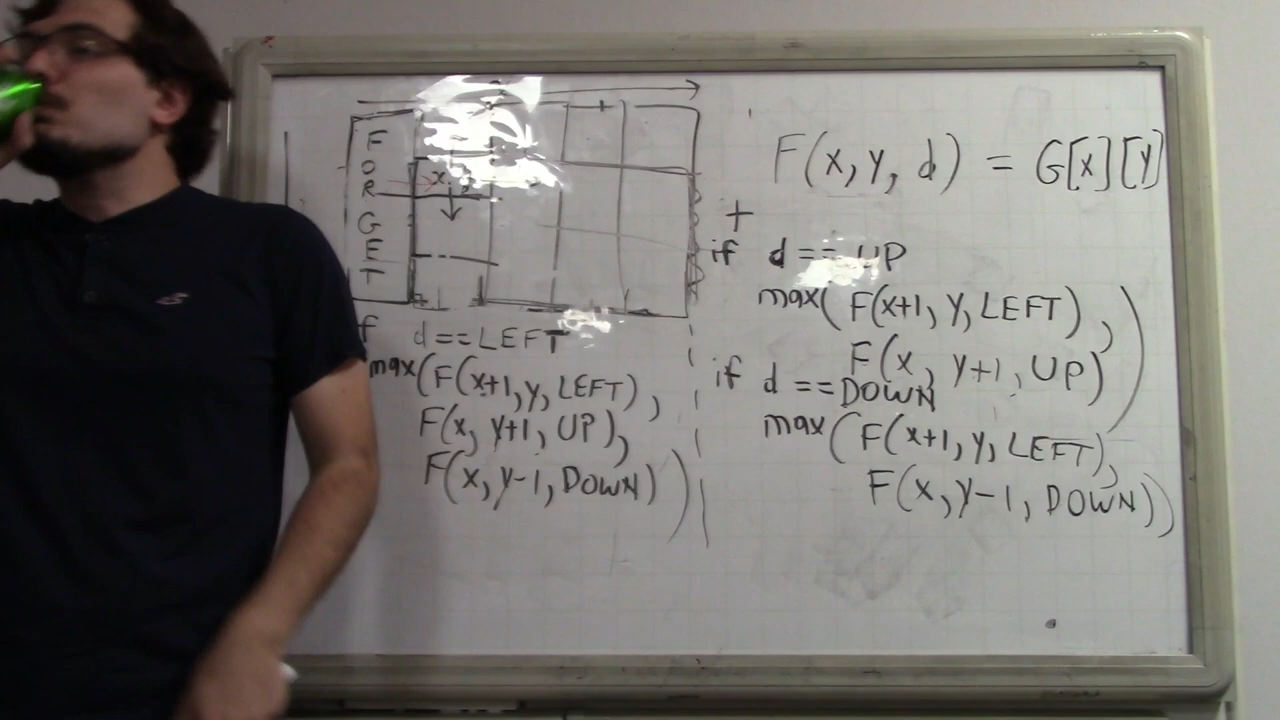 F
O
R
G
E
T
x,
F(x, y, d) = G[x][y]
+
if d == UP
max( F(x+1, y, LEFT),
F(x, y+1, UP) )
if d == DOWN
max( F(x+1, y, LEFT),
F(x, y-1, DOWN) )
f d == LEFT
max( F(x+1, y, LEFT),
F(x, y+1, UP),
F(x, y-1, DOWN) )